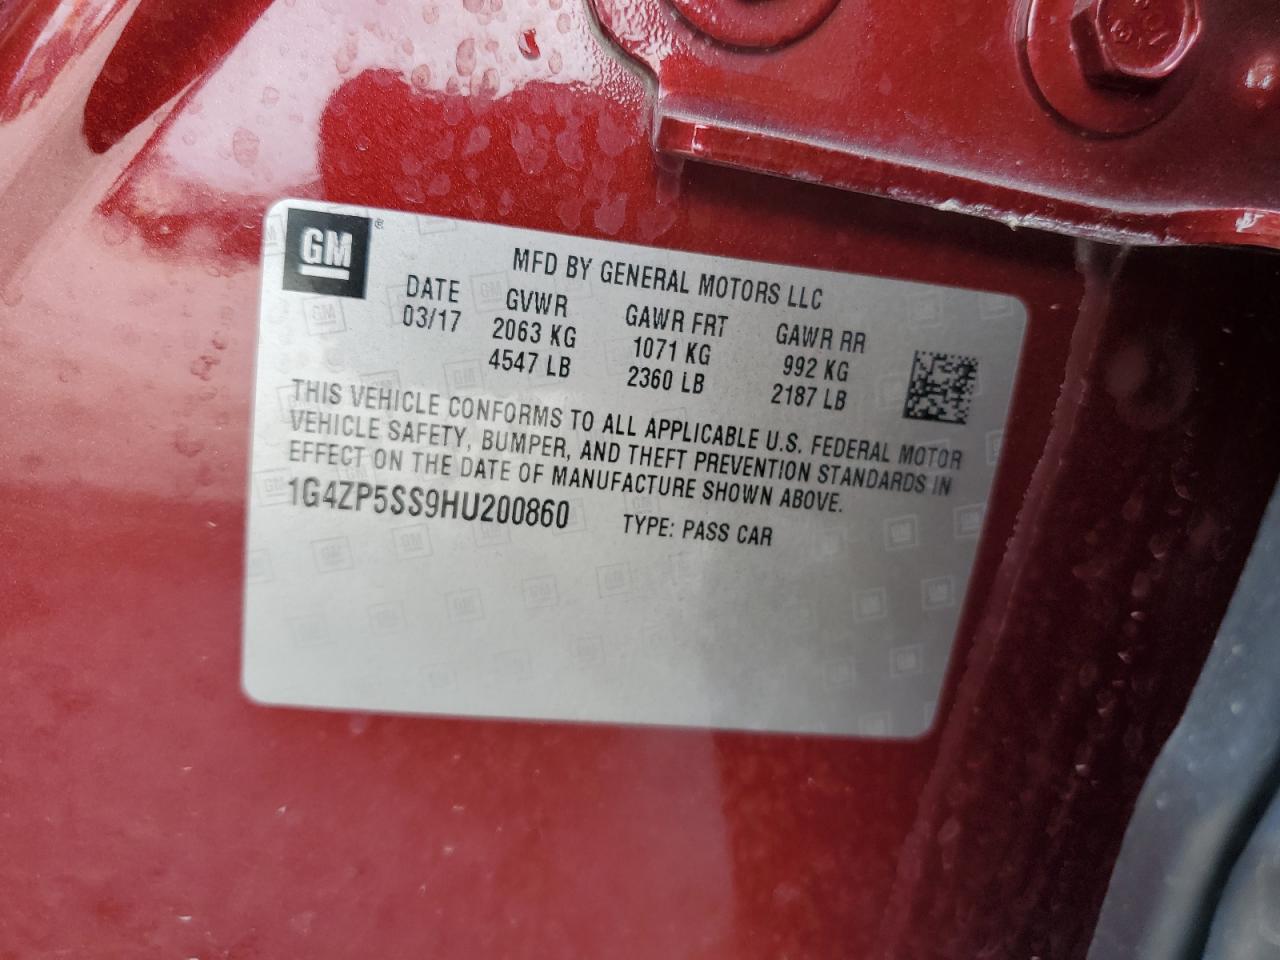 GM ®
MFD BY GENERAL MOTORS LLC
DATE GVWR GAWR FRT GAWR RR
03/17 2063 KG 1071 KG 992 KG
4547 LB 2360 LB 2187 LB
THIS VEHICLE CONFORMS TO ALL APPLICABLE U.S. FEDERAL MOTOR
VEHICLE SAFETY, BUMPER, AND THEFT PREVENTION STANDARDS IN
EFFECT ON THE DATE OF MANUFACTURE SHOWN ABOVE.
1G4ZP5SS9HU200860 TYPE: PASS CAR